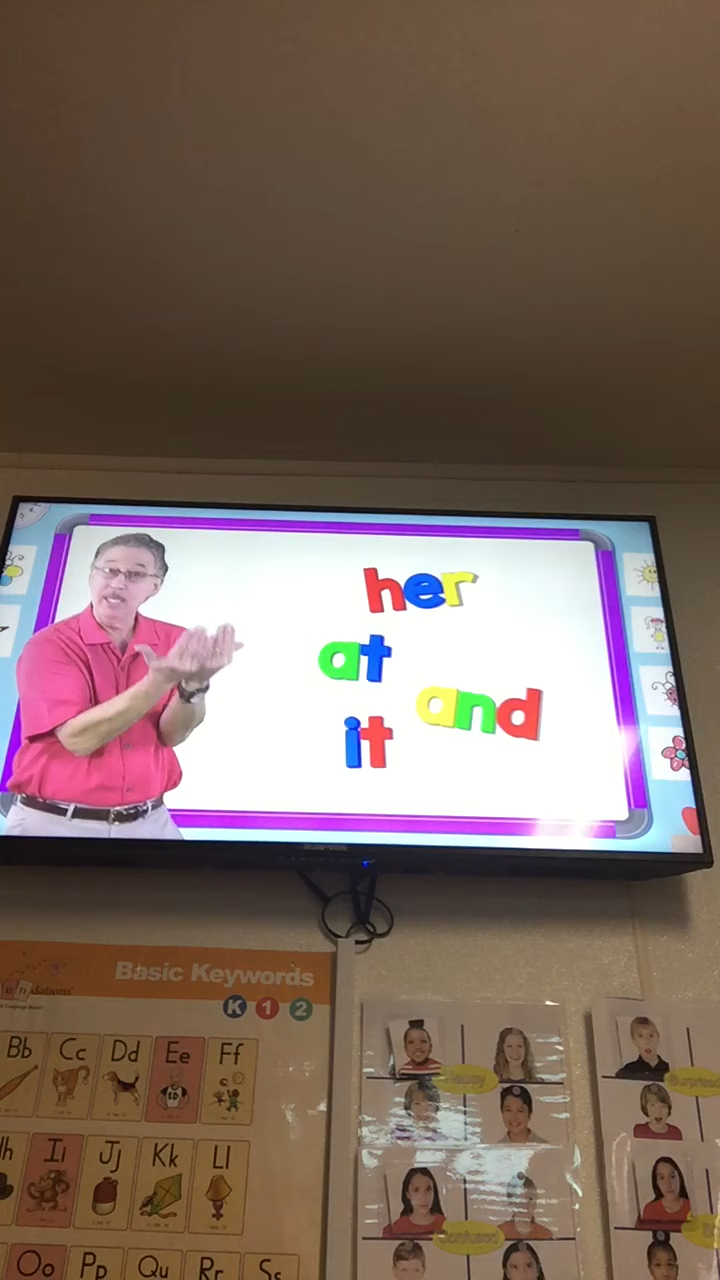 her
at
and
it
Basic Keywords
K 1 2
Bb Cc Dd Ee Ff
Ii Jj Kk Ll
Oo Pp Qu Rr Ss
Happy
Confused